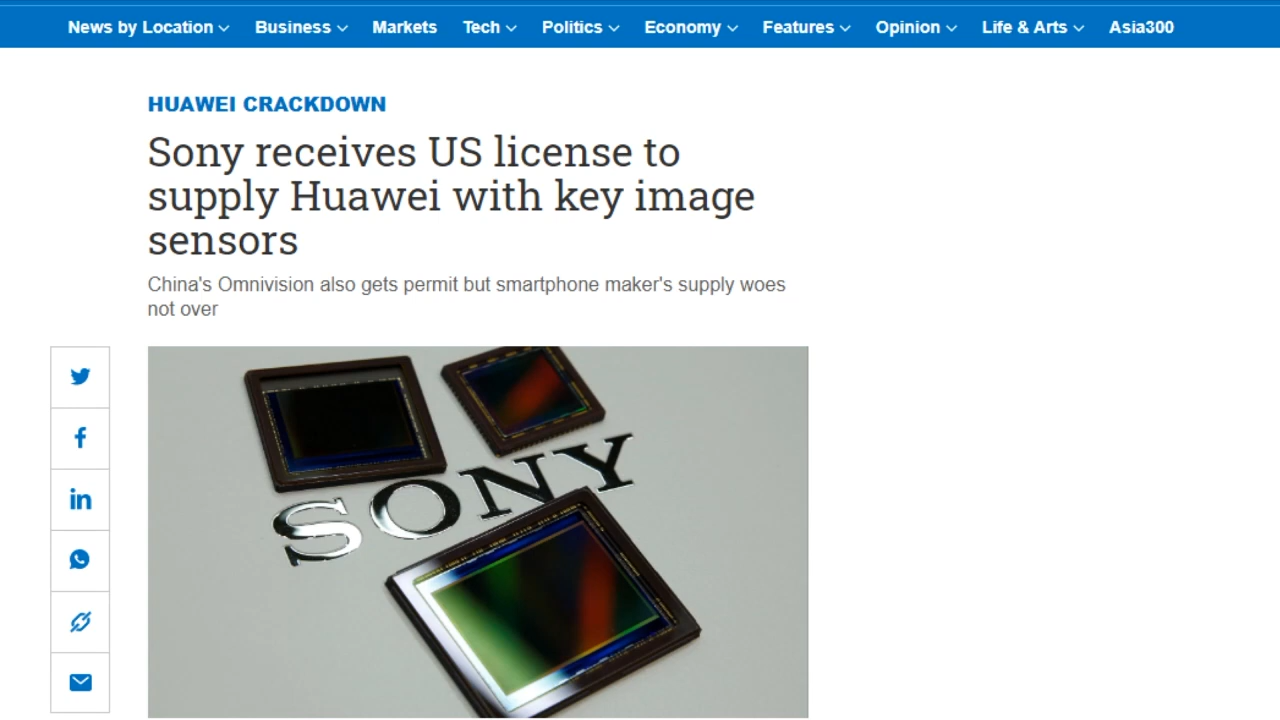 News by Location Business Markets Tech Politics Economy Features Opinion Life & Arts Asia300
HUAWEI CRACKDOWN
Sony receives US license to
supply Huawei with key image
sensors
China's Omnivision also gets permit but smartphone maker's supply woes
not over
SONY